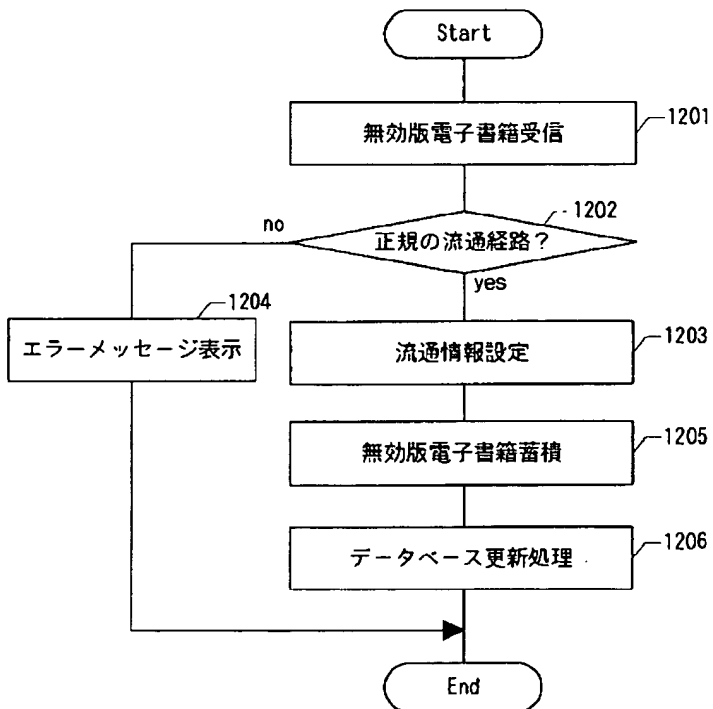 Start
無効版電子書籍受信
1201
1202
正規の流通経路?
no
yes
1204
エラーメッセージ表示
流通情報設定
1203
無効版電子書籍蓄積
1205
データベース更新処理
1206
End